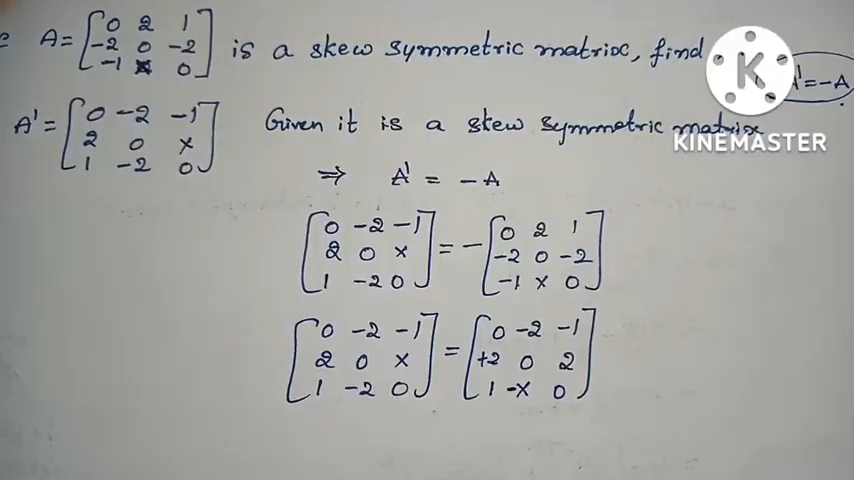 A = [0 2 1; -2 0 -2; -1 x 0] is a skew symmetric matrix, find
A' = -A
A' = [0 -2 -1; 2 0 x; 1 -2 0] Given it is a skew symmetric matrix
KINEMASTER
⇒ A' = -A
[0 -2 -1; 2 0 x; 1 -2 0] = -[0 2 1; -2 0 -2; -1 x 0]
[0 -2 -1; 2 0 x; 1 -2 0] = [0 -2 -1; +2 0 2; 1 -x 0]